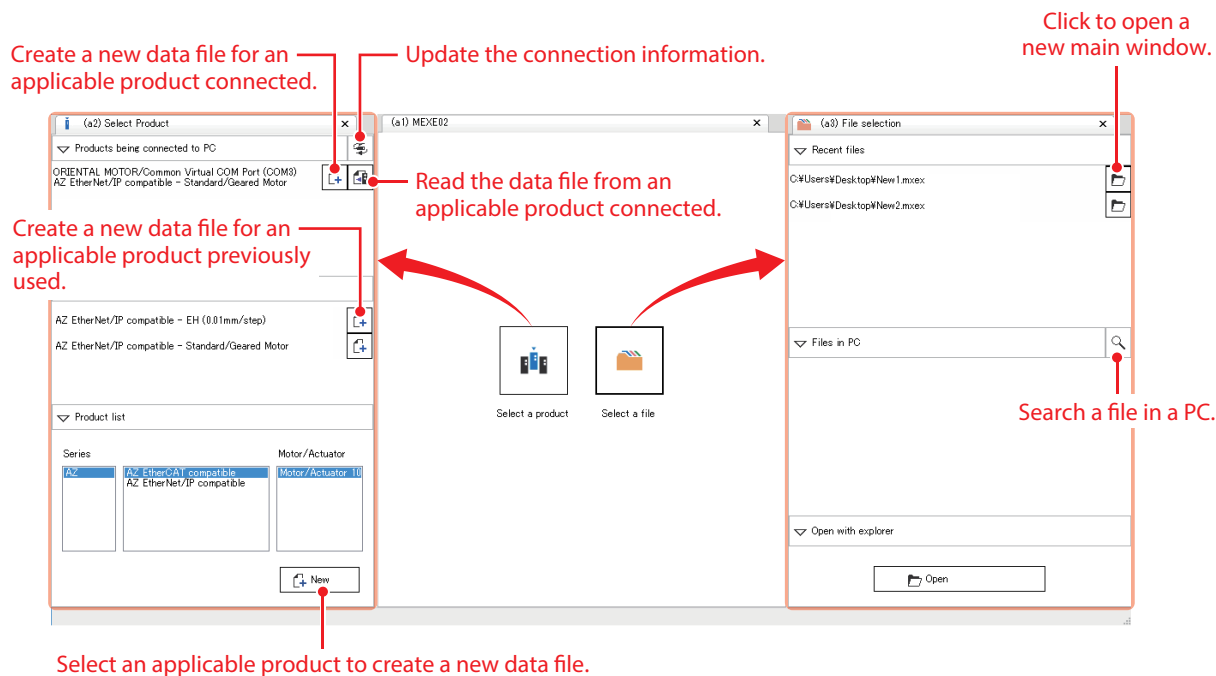 Click to open a
new main window.
Create a new data file for an
applicable product connected.
Update the connection information.
(a2) Select Product
(a1) MEXE02
(a3) File selection
Products being connected to PC
Recent files
ORIENTAL MOTOR/Common Virtual COM Port (COM3)
AZ EtherNet/IP compatible - Standard/Geared Motor
C:¥Users¥Desktop¥New1.mxex
Read the data file from an
applicable product connected.
C:¥Users¥Desktop¥New2.mxex
Create a new data file for an
applicable product previously
used.
AZ EtherNet/IP compatible - EH (0.01mm/step)
AZ EtherNet/IP compatible - Standard/Geared Motor
Files in PC
Select a product
Select a file
Search a file in a PC.
Product list
Series
Motor/Actuator
AZ
AZ EtherCAT compatible
Motor/Actuator 10
AZ EtherNet/IP compatible
Open with explorer
New
Open
Select an applicable product to create a new data file.